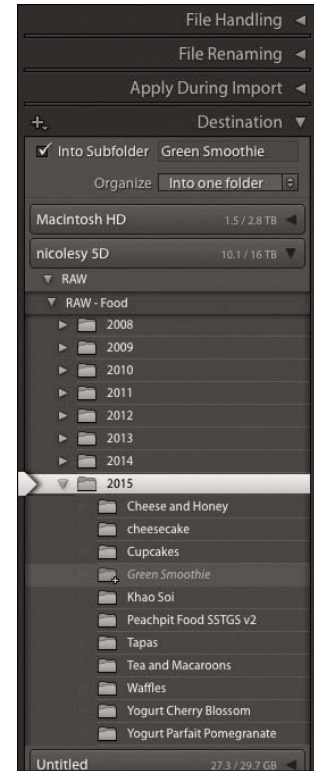 File Handling
File Renaming
Apply During Import
Destination
Into Subfolder Green Smoothie
Organize Into one folder
Macintosh HD 1.5 / 2.8 TB
nicolesy 5D 10.1 / 16 TB
RAW
RAW - Food
2008
2009
2010
2011
2012
2013
2014
2015
Cheese and Honey
cheesecake
Cupcakes
Green Smoothie
Khao Soi
Peachpit Food SSTGS v2
Tapas
Tea and Macaroons
Waffles
Yogurt Cherry Blossom
Yogurt Parfait Pomegranate
Untitled 27.3 / 29.7 GB